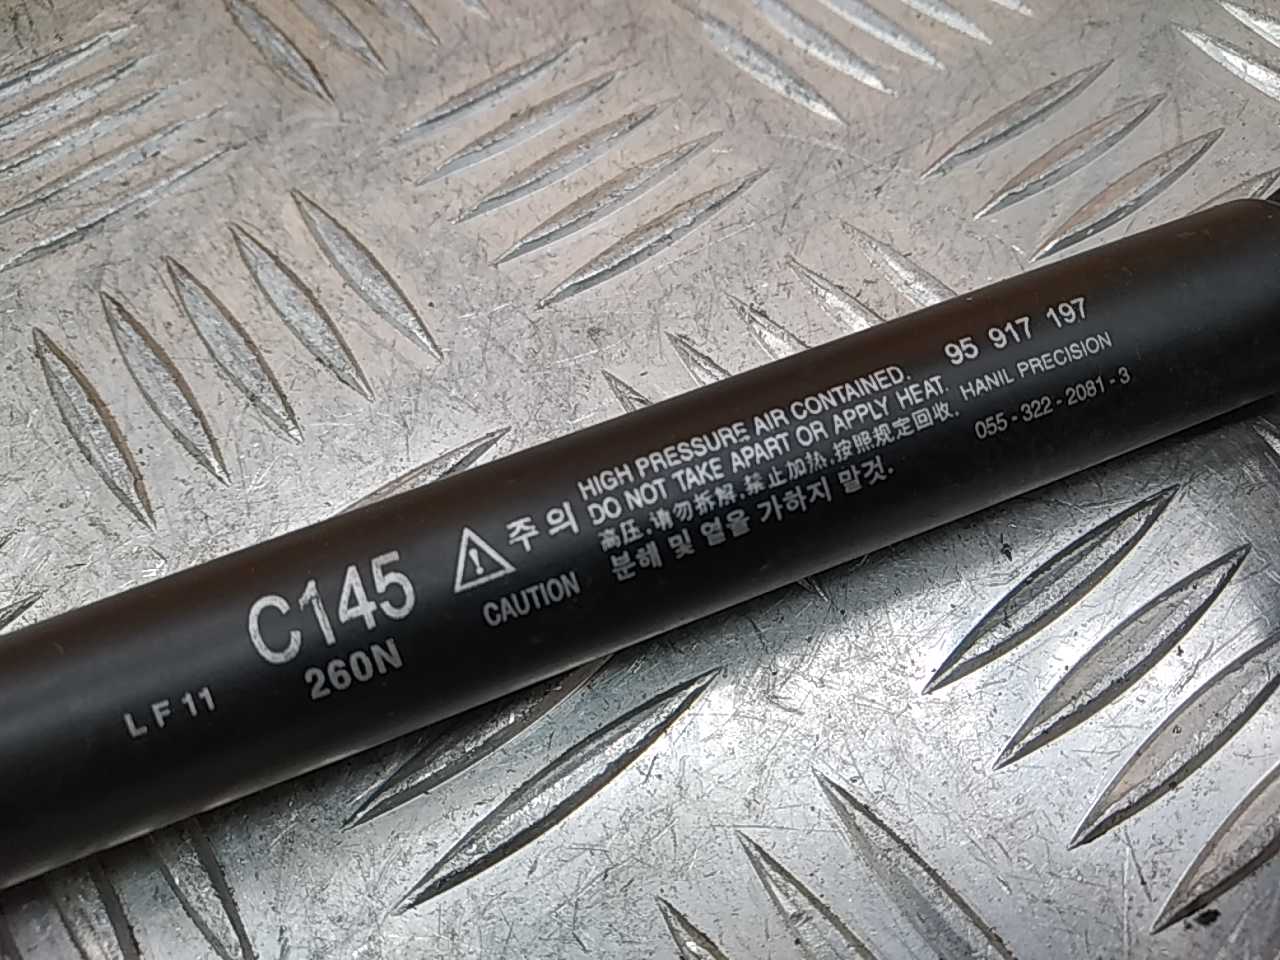 LF11
C145
260N
주의
CAUTION
HIGH PRESSURE AIR CONTAINED. 95 917 197
DO NOT TAKE APART OR APPLY HEAT. HANIL PRECISION
高压,请勿拆解,禁止加热,按照规定回收. 055-322-2081-3
분해 및 열을 가하지 말것.